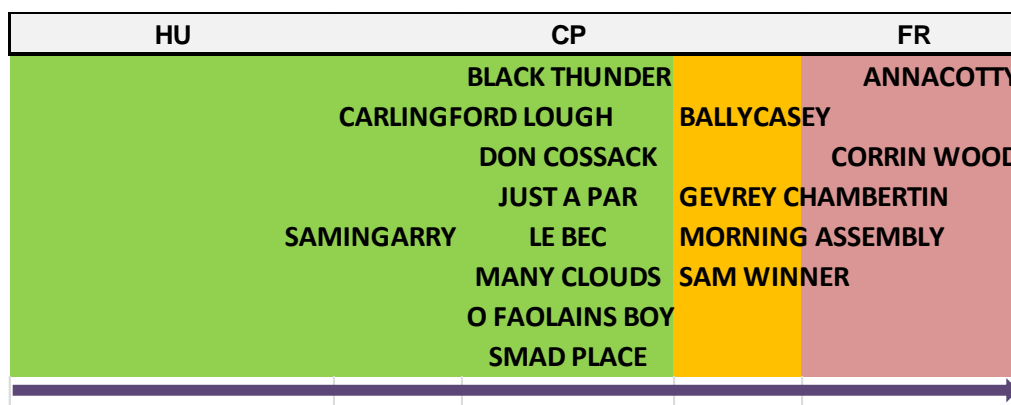 HU CP FR
BLACK THUNDER ANNACOTTY
CARLINGFORD LOUGH BALLYCASEY
DON COSSACK CORRIN WOOD
JUST A PAR GEVREY CHAMBERTIN
SAMINGARRY LE BEC MORNING ASSEMBLY
MANY CLOUDS SAM WINNER
O FAOLAINS BOY
SMAD PLACE